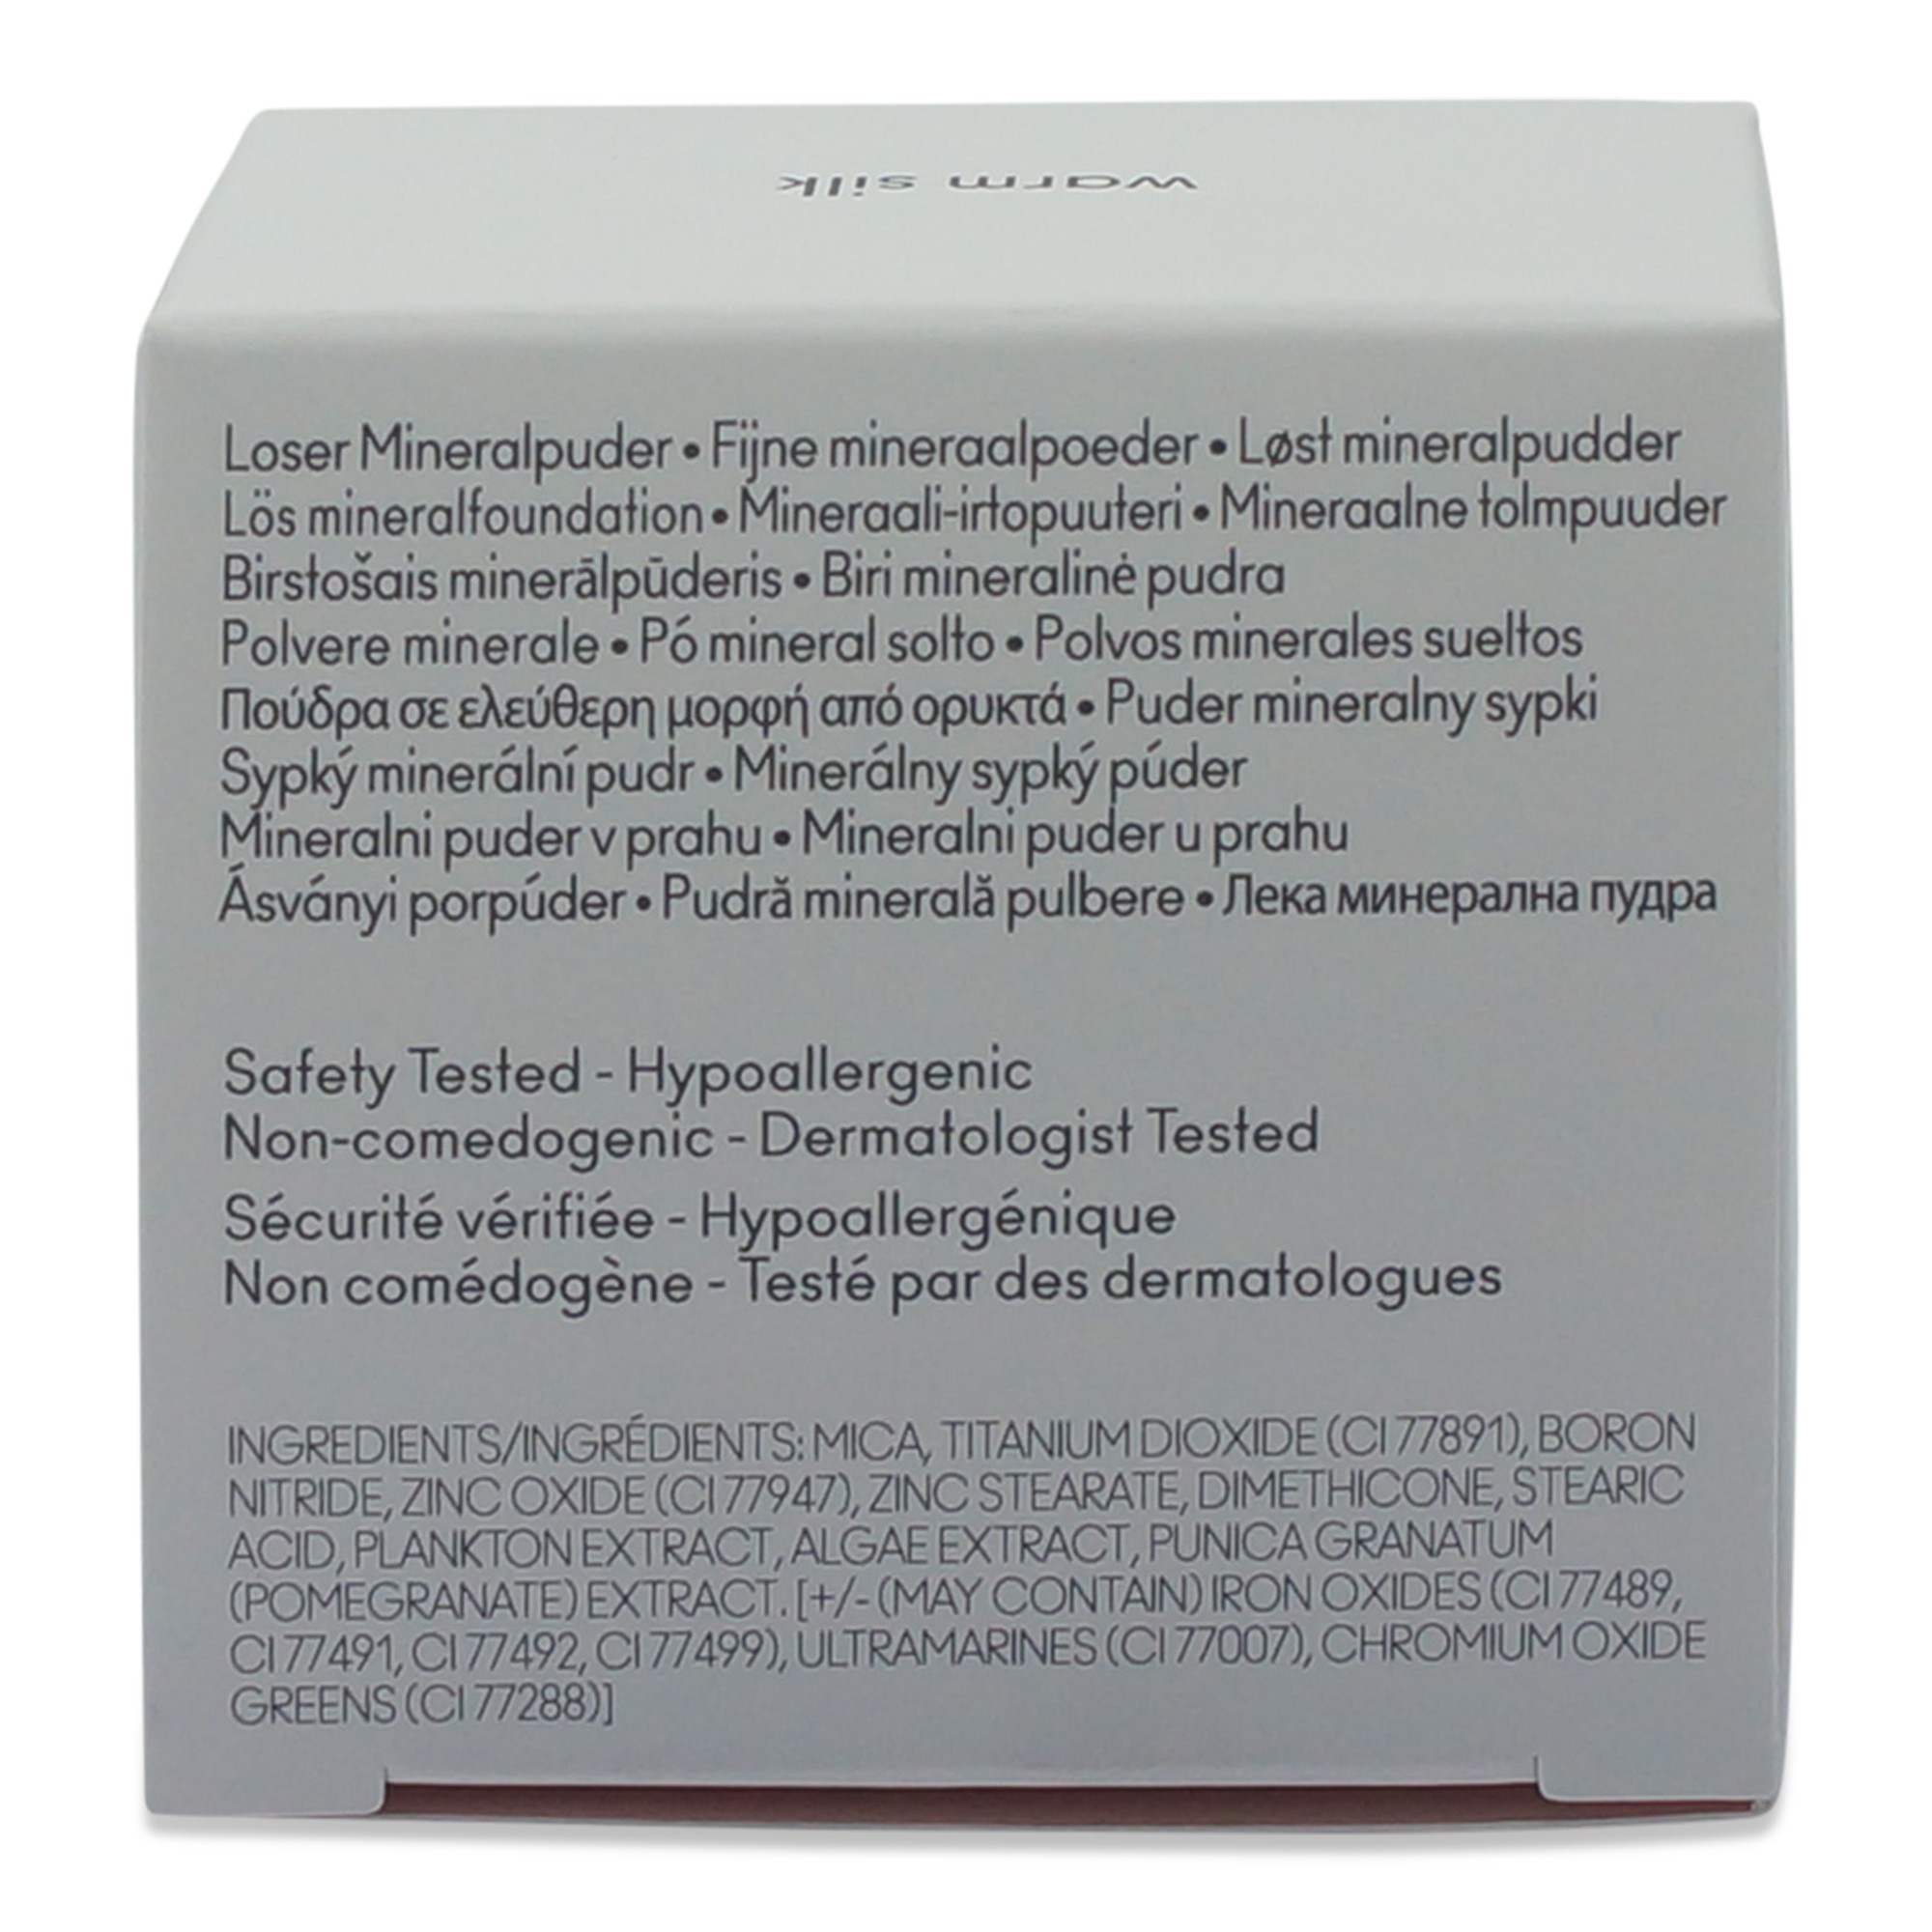 warm silk
Loser Mineralpuder • Fijne mineraalpoeder • Løst mineralpudder
Lös mineralfoundation • Mineraali-irtopuuteri • Mineraalne tolmpuuder
Birstošais minerālpūderis • Biri mineralinė pudra
Polvere minerale • Pó mineral solto • Polvos minerales sueltos
Πούδρα σε ελεύθερη μορφή από ορυκτά • Puder mineralny sypki
Sypký minerální pudr • Minerálny sypký púder
Mineralni puder v prahu • Mineralni puder u prahu
Ásványi porpúder • Pudră minerală pulbere • Лека минерална пудра
Safety Tested - Hypoallergenic
Non-comedogenic - Dermatologist Tested
Sécurité vérifiée - Hypoallergénique
Non comédogène - Testé par des dermatologues
INGREDIENTS/INGRÉDIENTS: MICA, TITANIUM DIOXIDE (CI 77891), BORON
NITRIDE, ZINC OXIDE (CI 77947), ZINC STEARATE, DIMETHICONE, STEARIC
ACID, PLANKTON EXTRACT, ALGAE EXTRACT, PUNICA GRANATUM
(POMEGRANATE) EXTRACT. [+/- (MAY CONTAIN) IRON OXIDES (CI 77489,
CI 77491, CI 77492, CI 77499), ULTRAMARINES (CI 77007), CHROMIUM OXIDE
GREENS (CI 77288)]